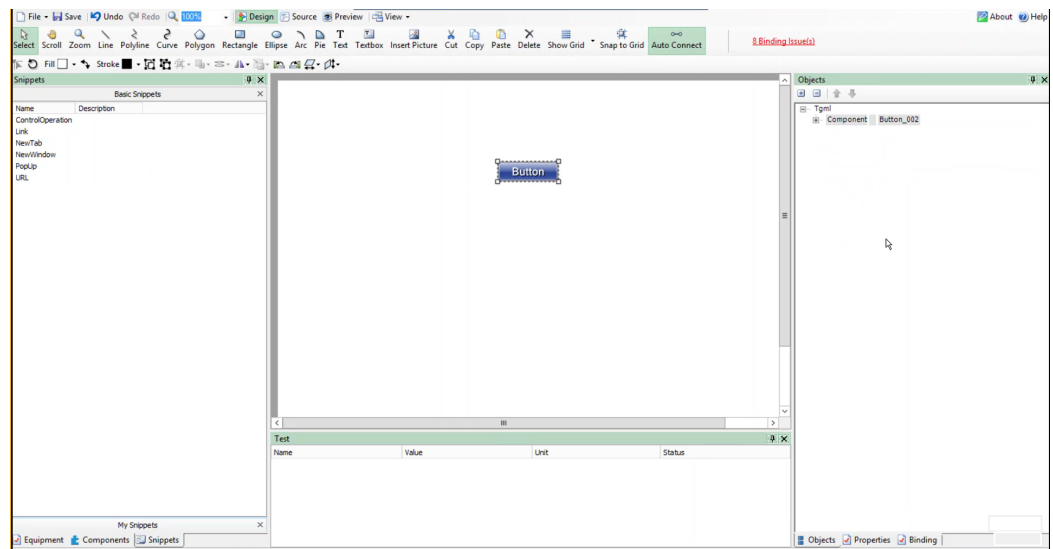 File Save Undo Redo 100% Design Source Preview View About Help
Select Scroll Zoom Line Polyline Curve Polygon Rectangle Ellipse Arc Pie Text Textbox Insert Picture Cut Copy Paste Delete Show Grid Snap to Grid Auto Connect 8 Binding Issue(s)
Fill Stroke
Snippets
Basic Snippets
Name Description
ControlOperation
Link
NewTab
NewWindow
PopUp
URL
My Snippets
Equipment Components Snippets
Button
Test
Name Value Unit Status
Objects
Tgml
Component Button_002
Objects Properties Binding